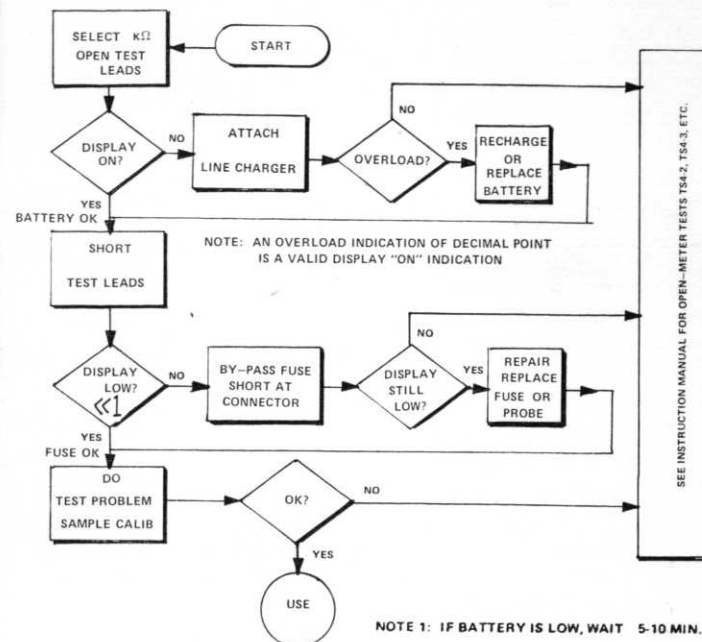 SELECT KΩ
OPEN TEST
LEADS
START
DISPLAY
ON?
NO
ATTACH
LINE CHARGER
OVERLOAD?
NO
YES
RECHARGE
OR
REPLACE
BATTERY
YES
BATTERY OK
NOTE: AN OVERLOAD INDICATION OF DECIMAL POINT
IS A VALID DISPLAY "ON" INDICATION
SHORT
TEST LEADS
DISPLAY
LOW?
≪1
NO
BY-PASS FUSE
SHORT AT
CONNECTOR
DISPLAY
STILL
LOW?
NO
YES
REPAIR
REPLACE
FUSE OR
PROBE
YES
FUSE OK
DO
TEST PROBLEM
SAMPLE CALIB
OK?
NO
YES
USE
SEE INSTRUCTION MANUAL FOR OPEN-METER TESTS TS4-2, TS4-3, ETC.
NOTE 1: IF BATTERY IS LOW, WAIT 5-10 MIN.